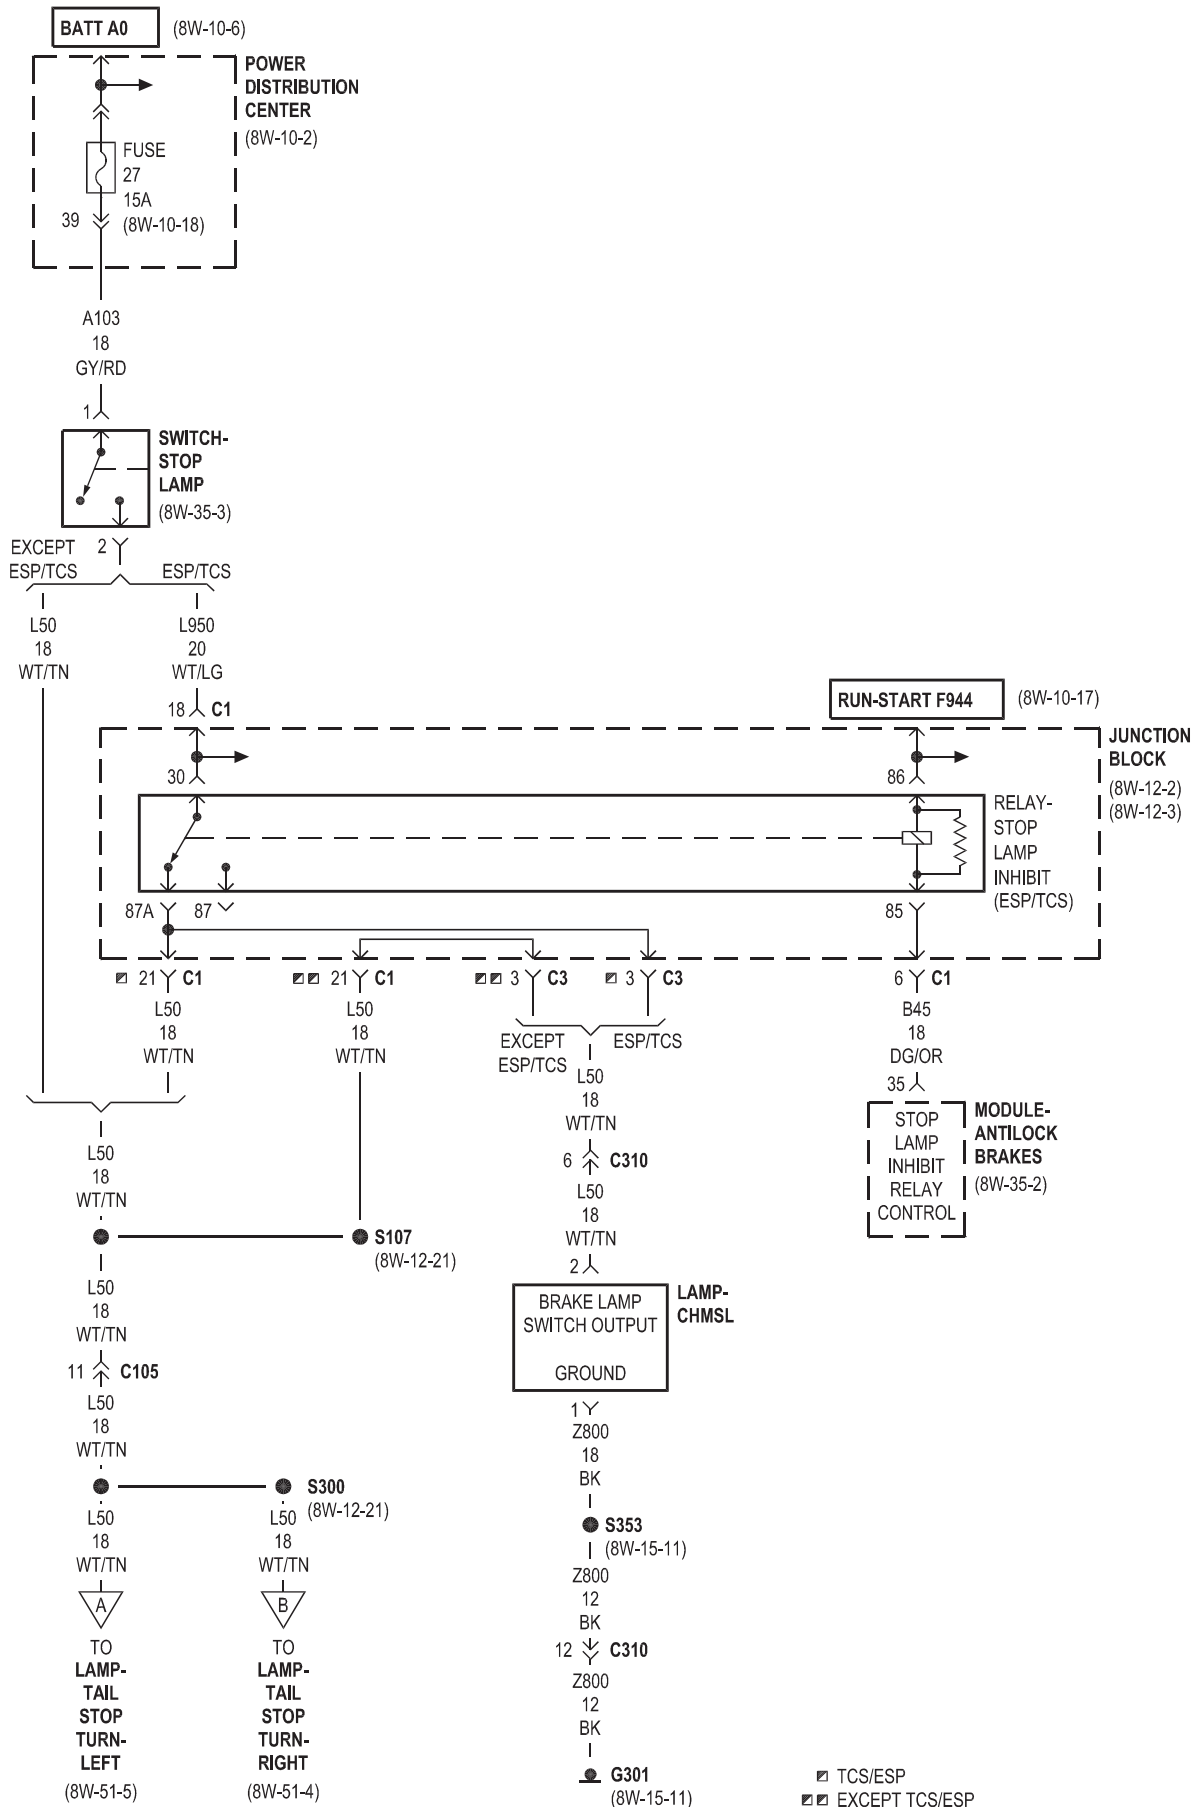 BATT A0 (8W-10-6)
POWER
DISTRIBUTION
CENTER
(8W-10-2)
FUSE
27
15A
(8W-10-18)
39
A103
18
GY/RD
1
SWITCH-
STOP
LAMP
(8W-35-3)
2
EXCEPT
ESP/TCS
ESP/TCS
L50
18
WT/TN
L950
20
WT/LG
18 C1
RUN-START F944 (8W-10-17)
JUNCTION
BLOCK
(8W-12-2)
(8W-12-3)
30
86
RELAY-
STOP
LAMP
INHIBIT
(ESP/TCS)
87A
87
85
21 C1
21 C1
3 C3
3 C3
6 C1
L50
18
WT/TN
L50
18
WT/TN
EXCEPT
ESP/TCS
ESP/TCS
B45
18
DG/OR
35
L50
18
WT/TN
STOP
LAMP
INHIBIT
RELAY
CONTROL
MODULE-
ANTILOCK
BRAKES
(8W-35-2)
L50
18
WT/TN
6 C310
L50
18
WT/TN
S107
(8W-12-21)
2
L50
18
WT/TN
BRAKE LAMP
SWITCH OUTPUT
GROUND
LAMP-
CHMSL
11 C105
L50
18
WT/TN
1
Z800
18
BK
S300
(8W-12-21)
S353
(8W-15-11)
L50
18
WT/TN
L50
18
WT/TN
Z800
12
BK
A
B
12 C310
TO
LAMP-
TAIL
STOP
TURN-
LEFT
(8W-51-5)
TO
LAMP-
TAIL
STOP
TURN-
RIGHT
(8W-51-4)
Z800
12
BK
G301
(8W-15-11)
TCS/ESP
EXCEPT TCS/ESP